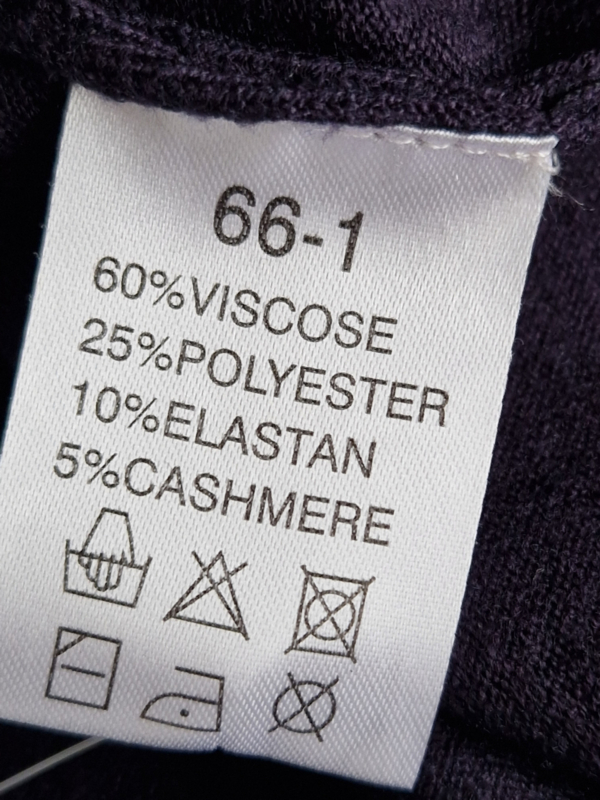 66-1
60%VISCOSE
25%POLYESTER
10%ELASTAN
5%CASHMERE